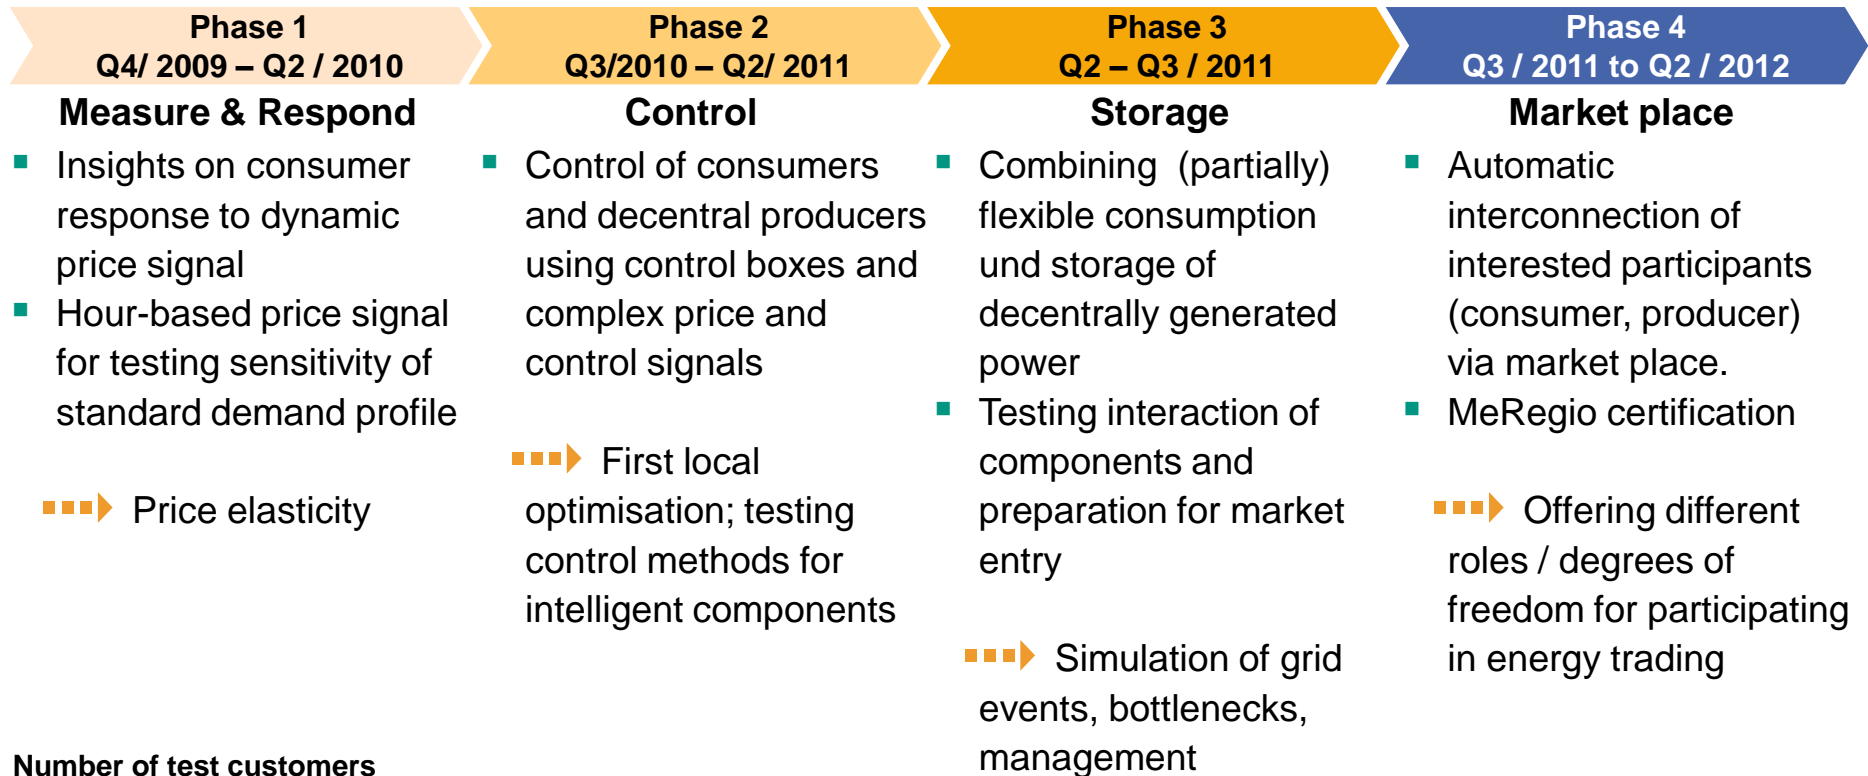 Phase 1
Q4/ 2009 – Q2 / 2010
Phase 2
Q3/2010 – Q2/ 2011
Phase 3
Q2 – Q3 / 2011
Phase 4
Q3 / 2011 to Q2 / 2012
Measure & Respond
Insights on consumer
response to dynamic
price signal
Hour-based price signal
for testing sensitivity of
standard demand profile
Price elasticity
Control
Control of consumers
and decentral producers
using control boxes and
complex price and
control signals
First local
optimisation; testing
control methods for
intelligent components
Storage
Combining (partially)
flexible consumption
und storage of
decentrally generated
power
Testing interaction of
components and
preparation for market
entry
Simulation of grid
events, bottlenecks,
management
Market place
Automatic
interconnection of
interested participants
(consumer, producer)
via market place.
MeRegio certification
Offering different
roles / degrees of
freedom for participating
in energy trading
Number of test customers